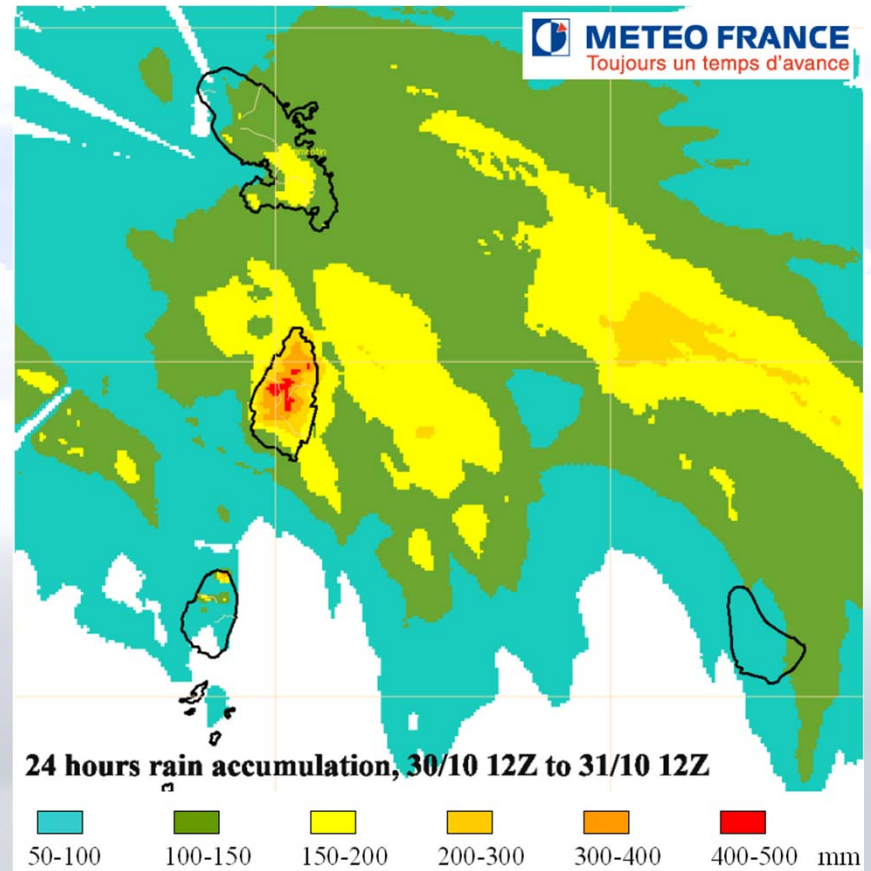 METEO FRANCE
Toujours un temps d'avance
24 hours rain accumulation, 30/10 12Z to 31/10 12Z
50-100 100-150 150-200 200-300 300-400 400-500 mm